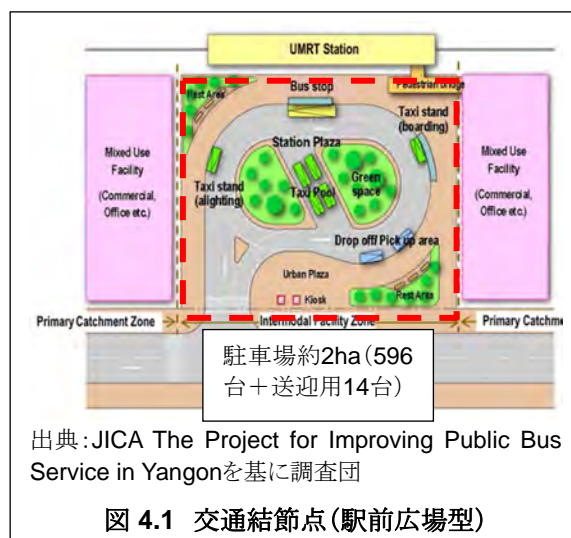 UMRT Station
Pedestrian bridge
Bus stop
Rest Area
Taxi stand
(boarding)
Station Plaza
Mixed Use
Facility
(Commercial,
Office etc.)
Taxi stand
(alighting)
Taxi Pool
Green
space
Mixed Use
Facility
(Commercial,
Office etc.)
Drop off/ Pick up area
Urban Plaza
Kiosk
Rest Area
Primary Catchment Zone
Intermodal Facility Zone
Primary Catchm
駐車場約2ha(596
台+送迎用14台)
出典:JICA The Project for Improving Public Bus
Service in Yangonを基に調査団
図 4.1 交通結節点(駅前広場型)